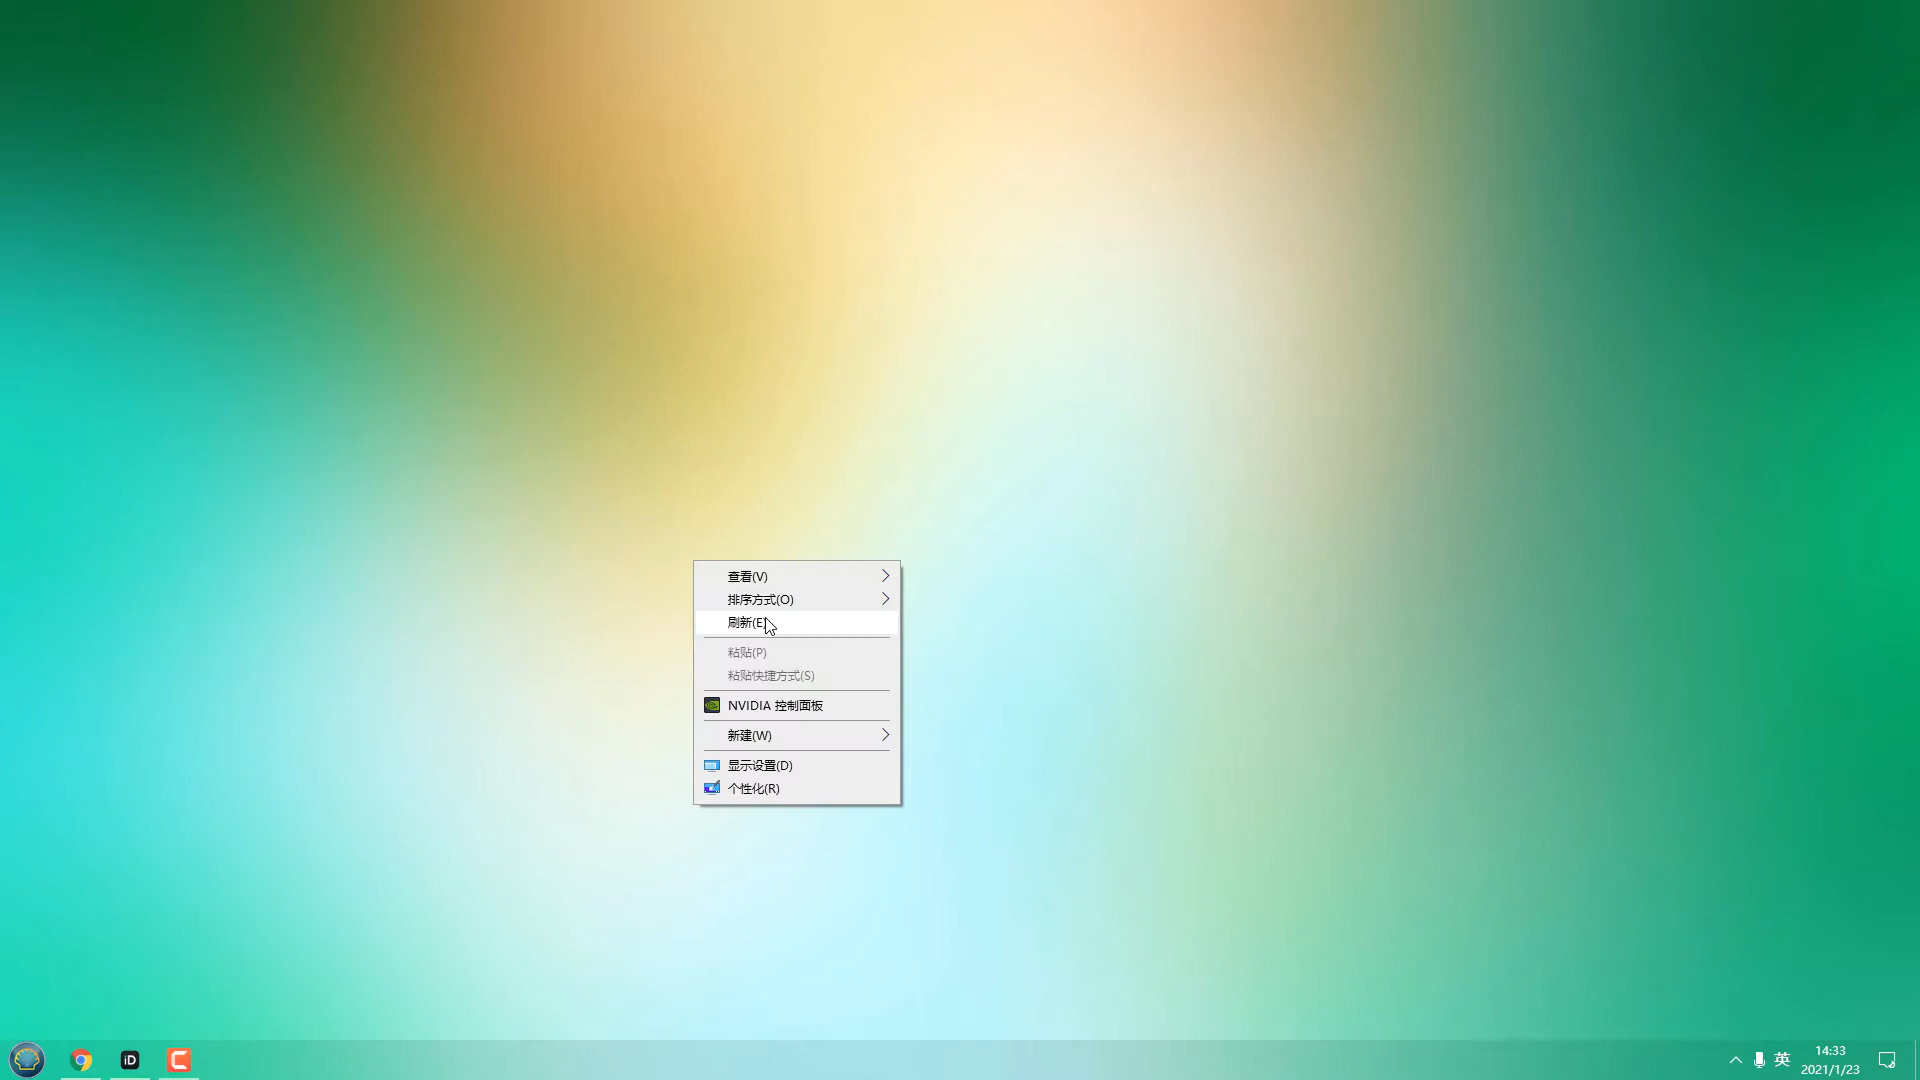 查看(V)
排序方式(O)
刷新(E)
粘贴(P)
粘贴快捷方式(S)
NVIDIA 控制面板
新建(W)
显示设置(D)
个性化(R)
iD
英
14:33
2021/1/23